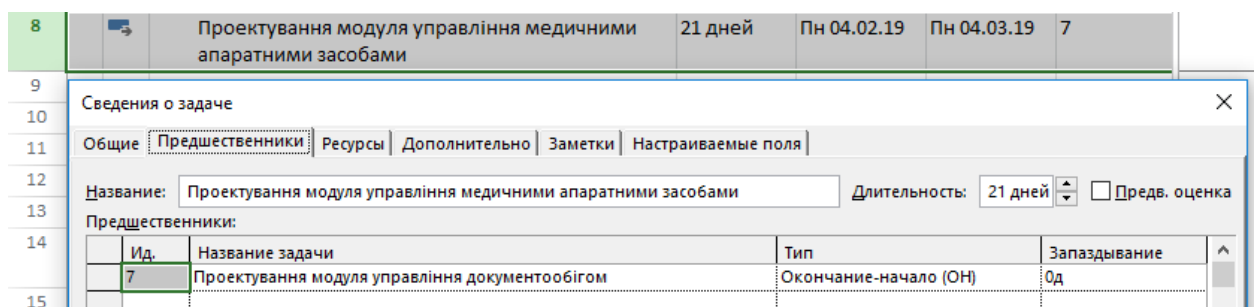 8 Проектування модуля управління медичними 21 дней Пн 04.02.19 Пн 04.03.19 7
апаратними засобами
9
Сведения о задаче
10
11 Общие Предшественники Ресурсы Дополнительно Заметки Настраиваемые поля
12
Название: Проектування модуля управління медичними апаратними засобами Длительность: 21 дней Предв. оценка
13
Предшественники:
14
Ид. Название задачи Тип Запаздывание
7 Проектування модуля управління документообігом Окончание-начало (ОН) 0д
15